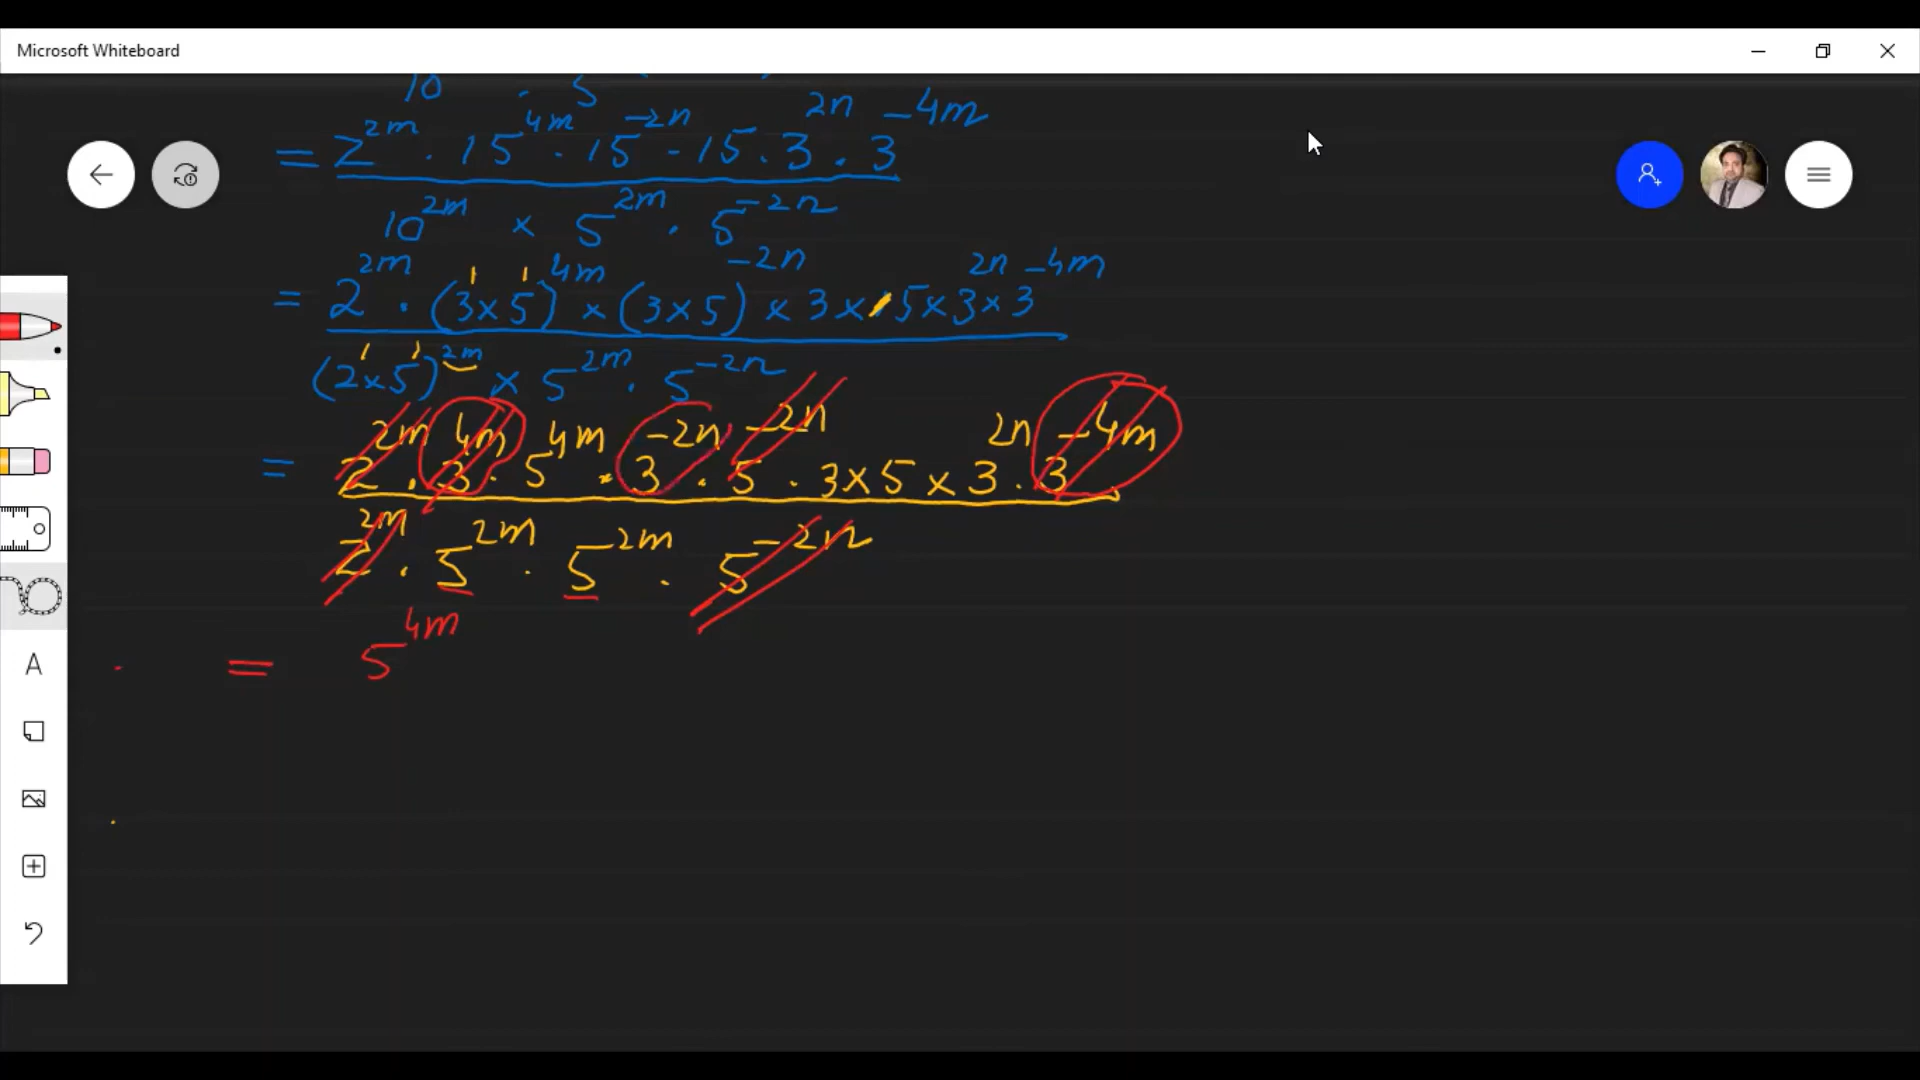 Microsoft Whiteboard
10 . 5
= 2^2m . 15^4m . 15^-2n - 15 . 3^2n . 3^-4m
10^2m × 5^2m . 5^-2n
= 2^2m . (3×5)^4m × (3×5)^-2n × 3 × 5 × 3^2n × 3^-4m
(2×5)^2m × 5^2m . 5^-2n
= 2^2m . 3^4m . 5^4m . 3^-2n . 5^-2n . 3×5 × 3^2n . 3^-4m
2^2m . 5^2m . 5^2m . 5^-2n
= 5^4m
A